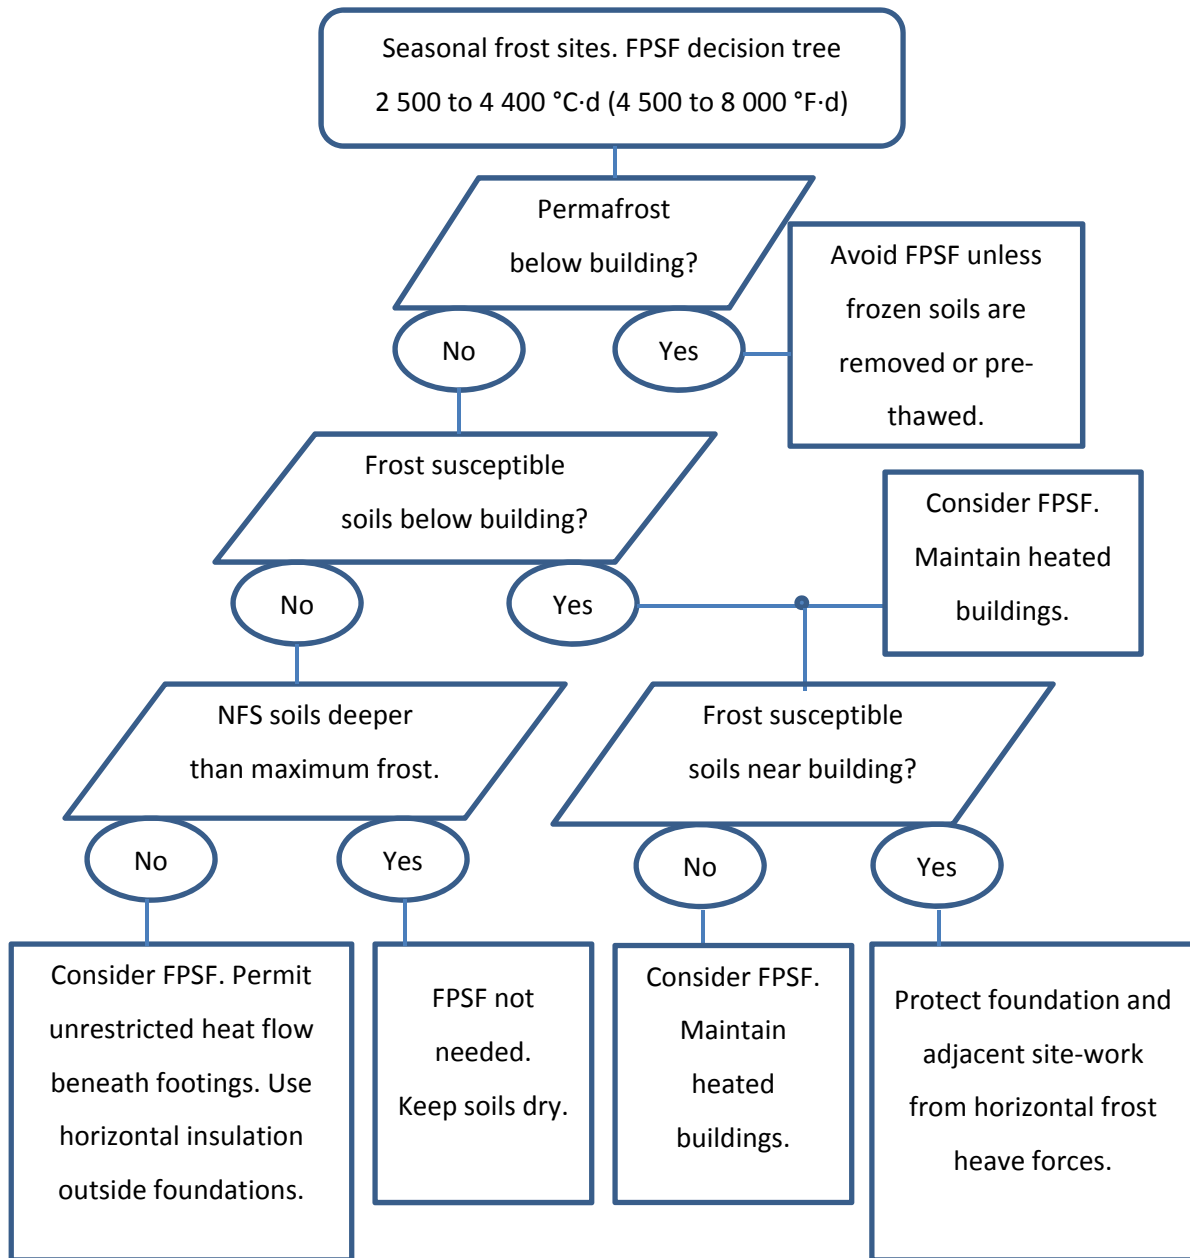 Seasonal frost sites. FPSF decision tree
2 500 to 4 400 °C·d (4 500 to 8 000 °F·d)
Permafrost
below building?
No
Yes
Avoid FPSF unless
frozen soils are
removed or pre-
thawed.
Frost susceptible
soils below building?
No
Yes
Consider FPSF.
Maintain heated
buildings.
NFS soils deeper
than maximum frost.
No
Yes
Frost susceptible
soils near building?
No
Yes
Consider FPSF. Permit
unrestricted heat flow
beneath footings. Use
horizontal insulation
outside foundations.
FPSF not
needed.
Keep soils dry.
Consider FPSF.
Maintain
heated
buildings.
Protect foundation and
adjacent site-work
from horizontal frost
heave forces.